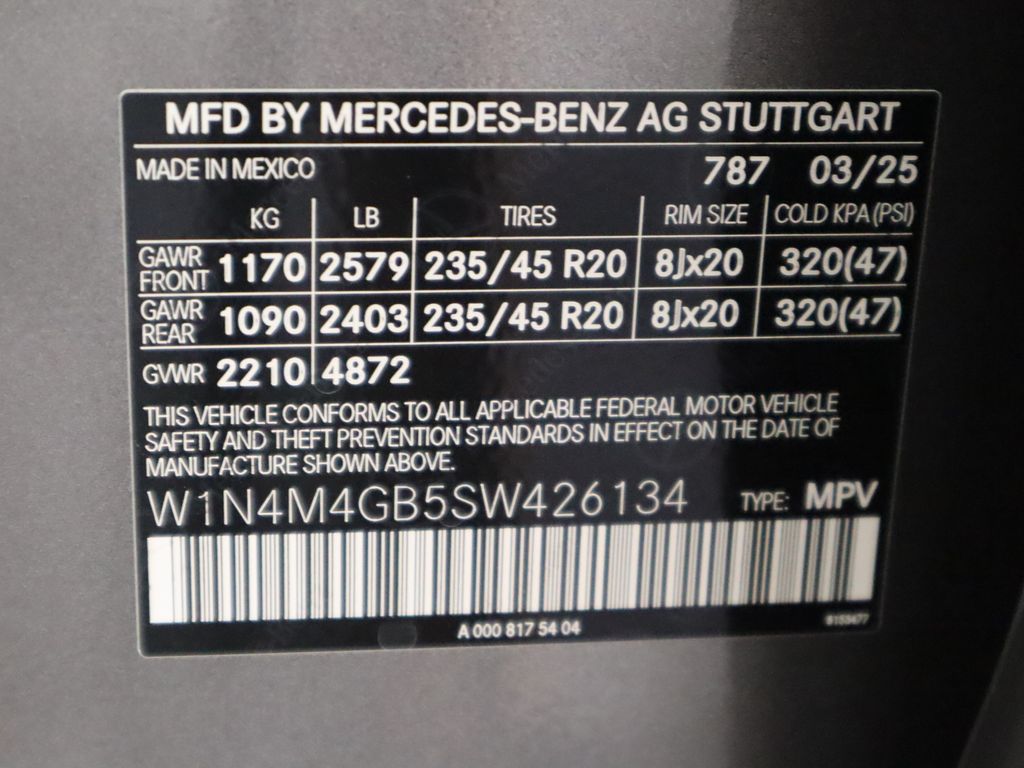 MFD BY MERCEDES-BENZ AG STUTTGART
MADE IN MEXICO 787 03/25
KG LB TIRES RIM SIZE COLD KPA (PSI)
GAWR FRONT 1170 2579 235/45 R20 8Jx20 320(47)
GAWR REAR 1090 2403 235/45 R20 8Jx20 320(47)
GVWR 2210 4872
THIS VEHICLE CONFORMS TO ALL APPLICABLE FEDERAL MOTOR VEHICLE
SAFETY AND THEFT PREVENTION STANDARDS IN EFFECT ON THE DATE OF
MANUFACTURE SHOWN ABOVE.
W1N4M4GB5SW426134 TYPE: MPV
A 000 817 54 04